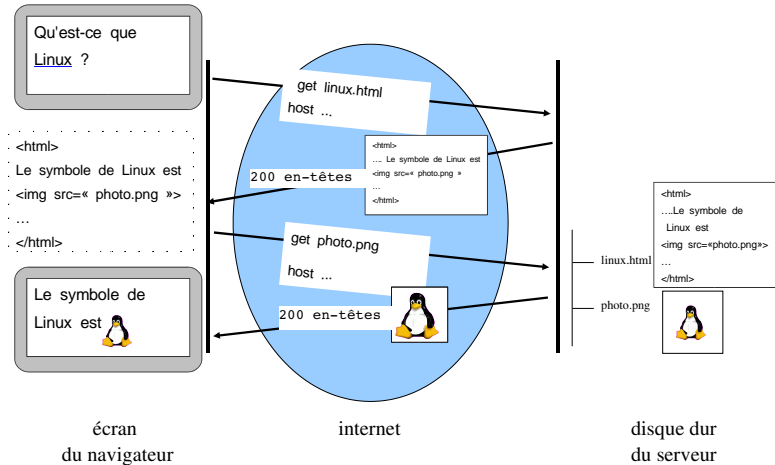 Qu'est-ce que
Linux ?
get linux.html
host ...
<html>
.... Le symbole de Linux est
<img src=« photo.png »
...
</html>
200 en-têtes
<html>
Le symbole de Linux est
<img src=« photo.png »>
...
</html>
get photo.png
host ...
200 en-têtes
Le symbole de
Linux est
linux.html
photo.png
<html>
....Le symbole de
Linux est
<img src=«photo.png»>
...
</html>
écran
du navigateur
internet
disque dur
du serveur